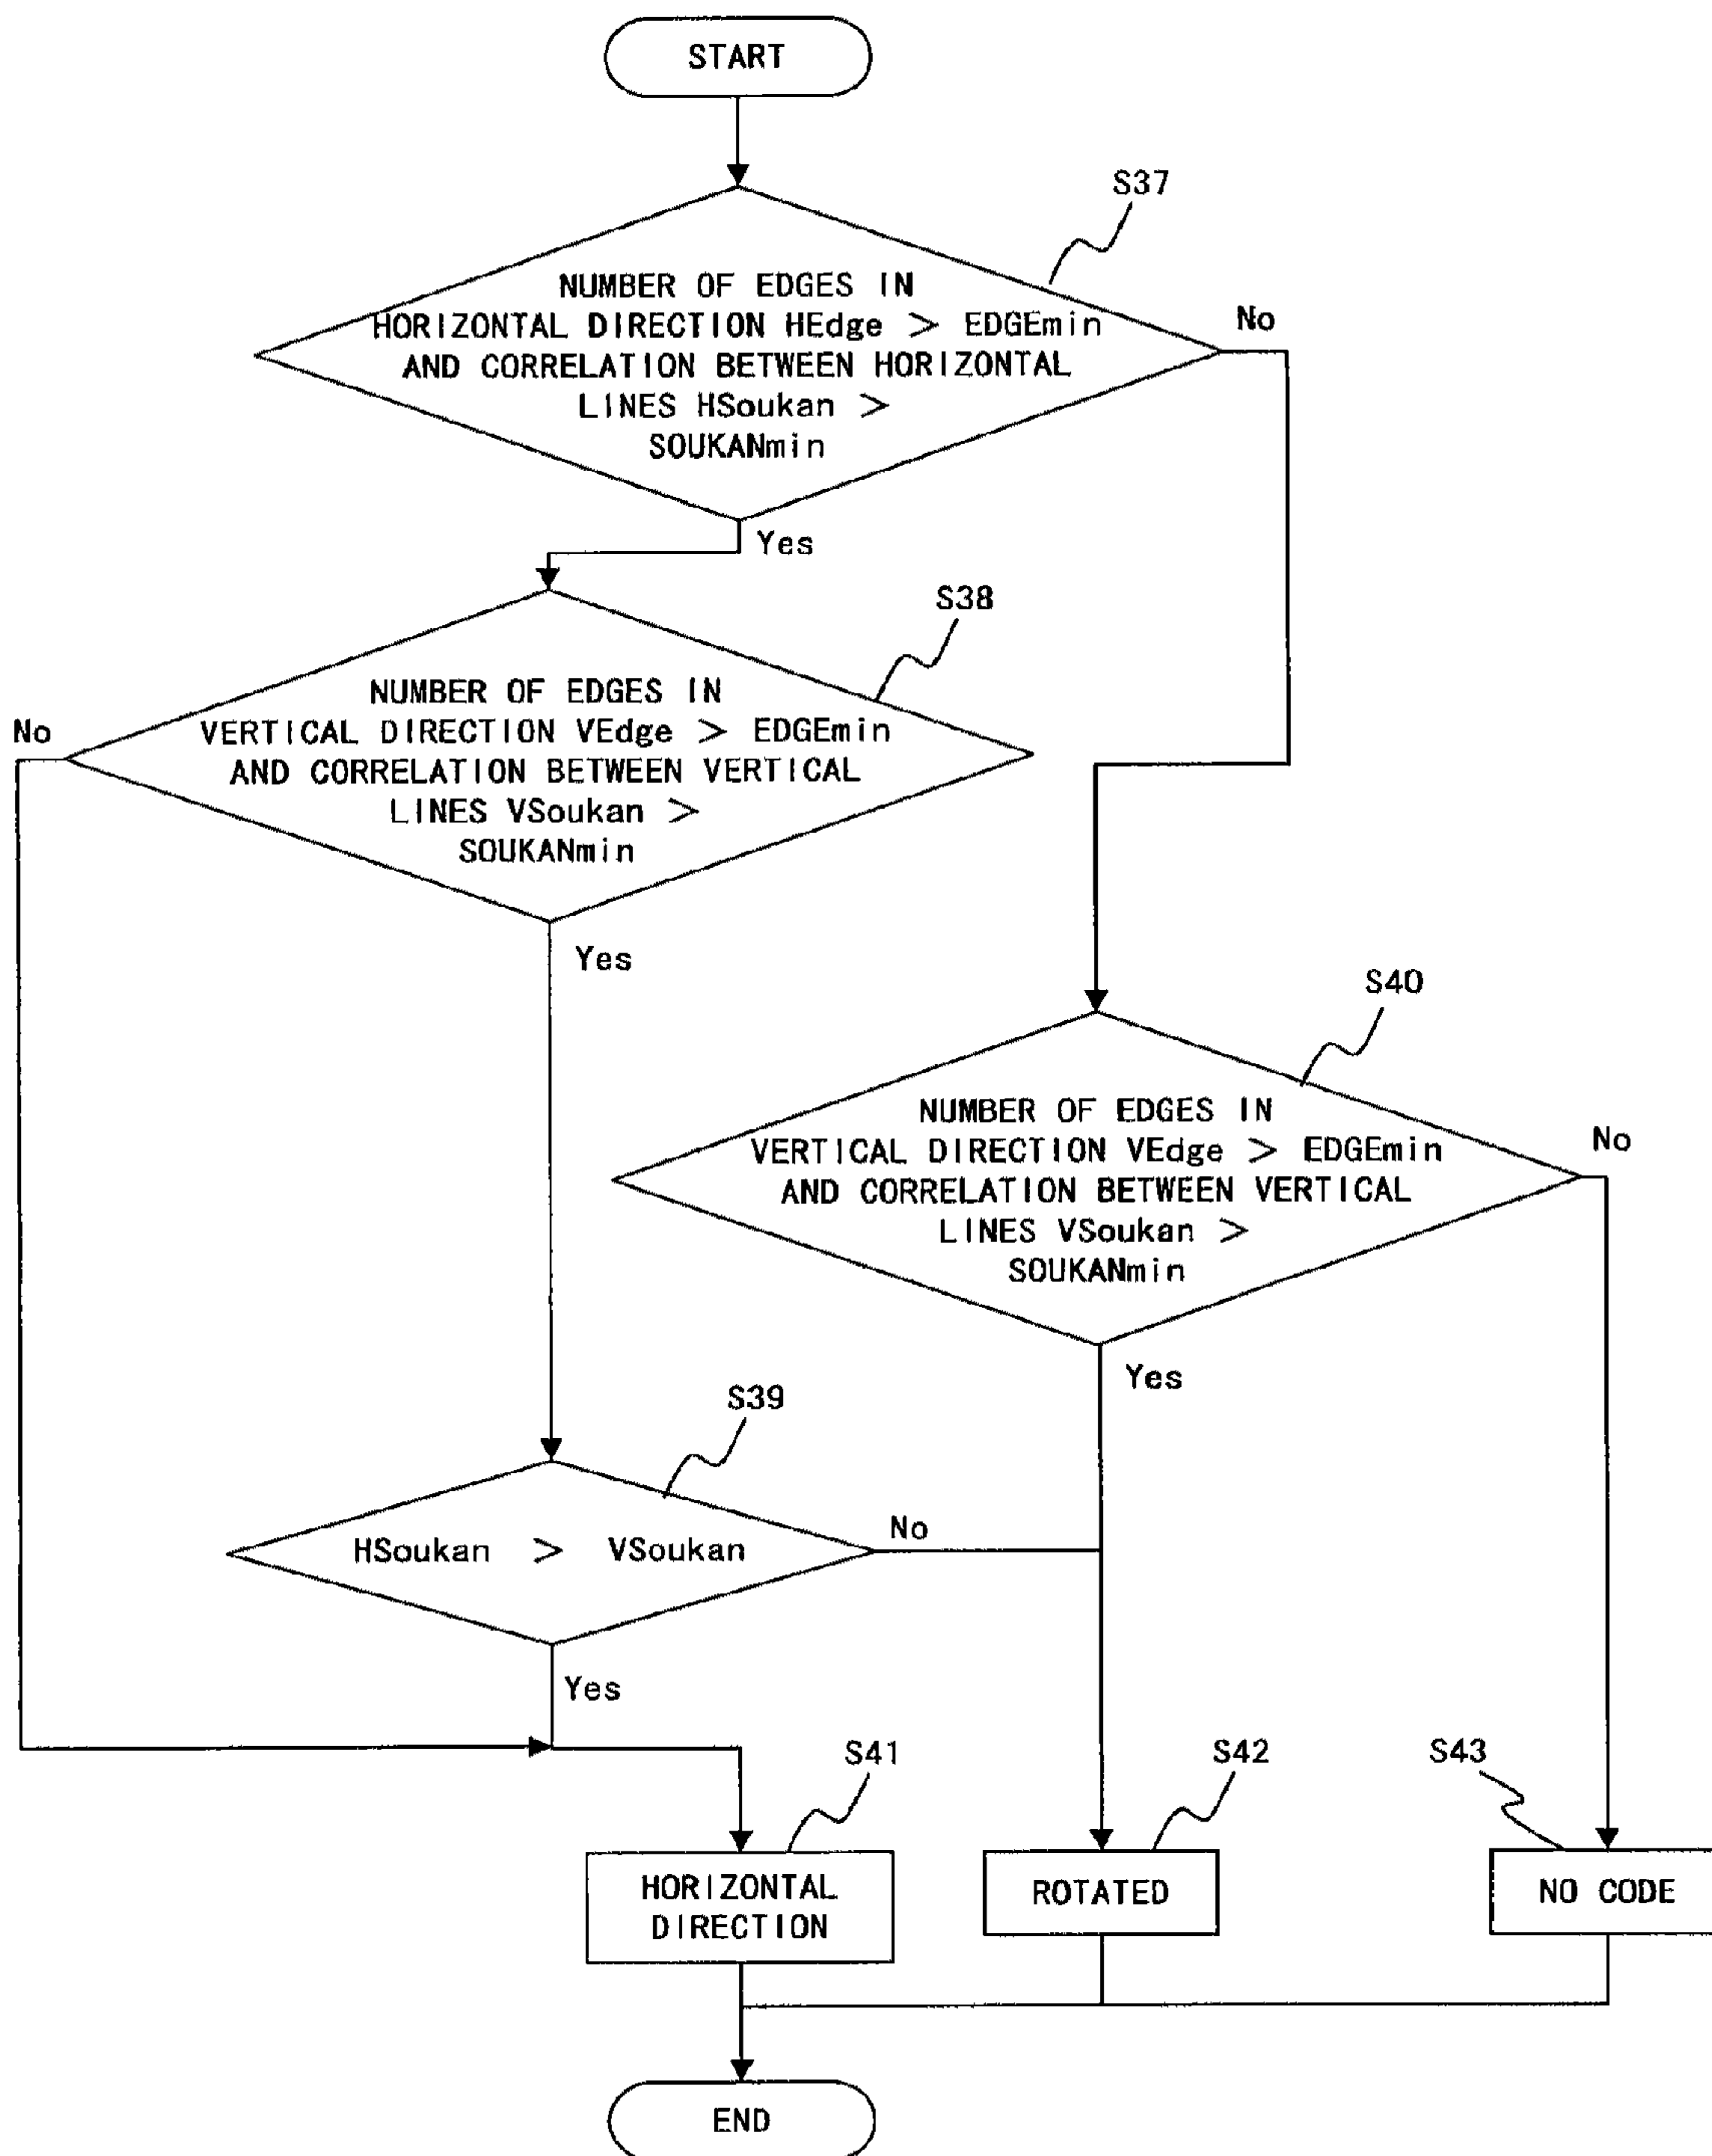 START
S37
NUMBER OF EDGES IN
HORIZONTAL DIRECTION HEdge > EDGEmin
AND CORRELATION BETWEEN HORIZONTAL
LINES HSoukan >
SOUKANmin
No
Yes
S38
NUMBER OF EDGES IN
VERTICAL DIRECTION VEdge > EDGEmin
AND CORRELATION BETWEEN VERTICAL
LINES VSoukan >
SOUKANmin
No
Yes
S40
NUMBER OF EDGES IN
VERTICAL DIRECTION VEdge > EDGEmin
AND CORRELATION BETWEEN VERTICAL
LINES VSoukan >
SOUKANmin
No
Yes
S39
HSoukan > VSoukan
No
Yes
S41
HORIZONTAL
DIRECTION
S42
ROTATED
S43
NO CODE
END